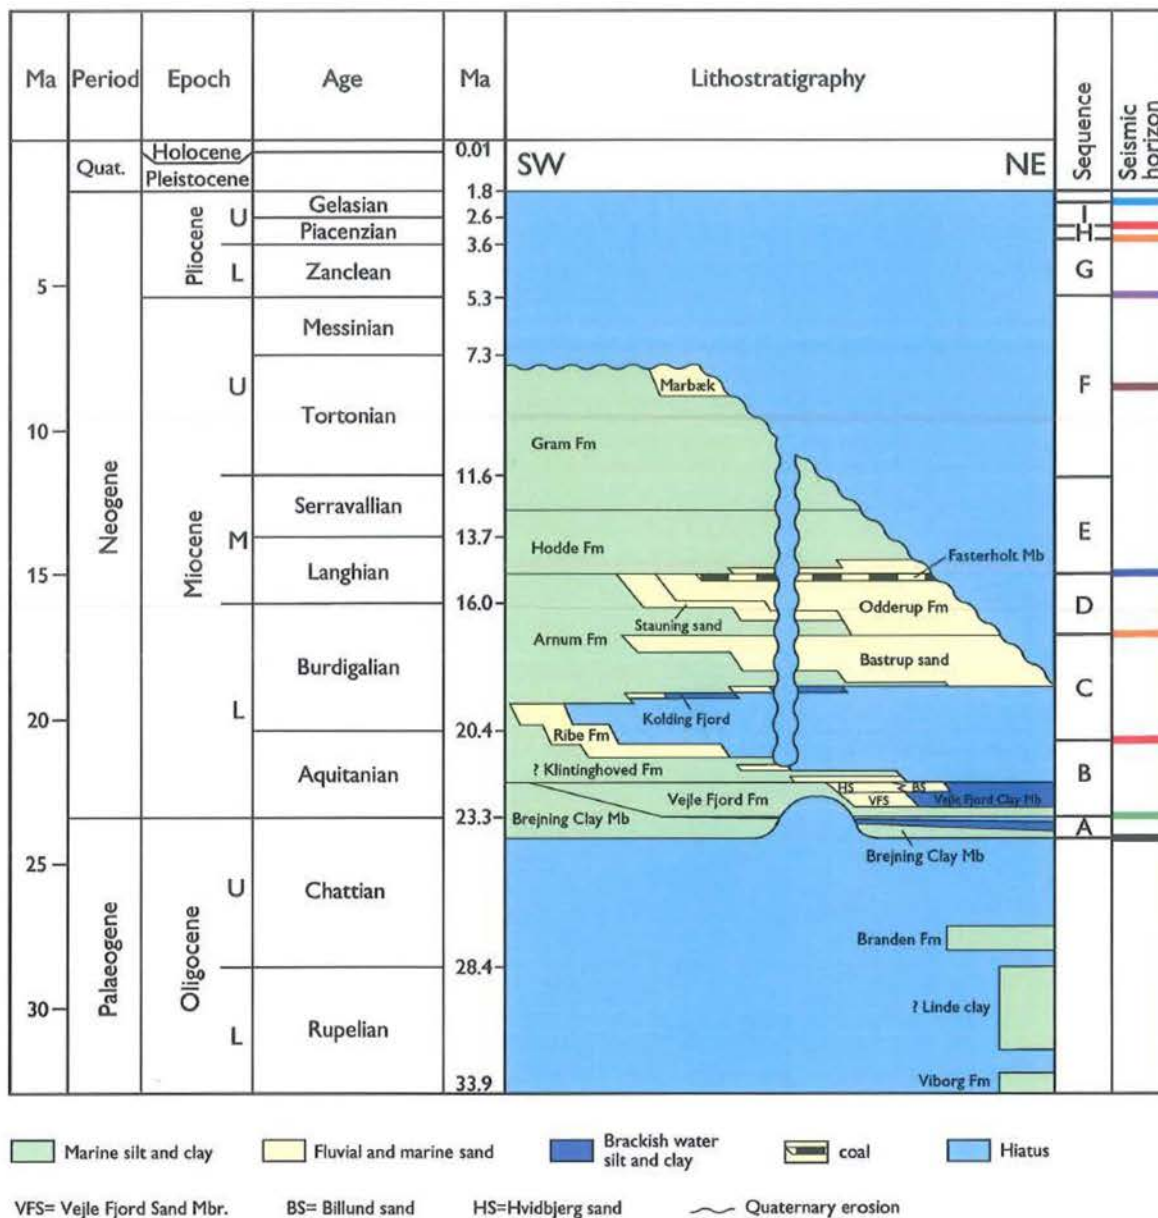 Ma Period Epoch Age Ma Lithostratigraphy Sequence Seismic horizon
Holocene 0.01
SW NE
Quat.
Pleistocene
1.8
Gelasian
I
U
2.6
Piacenzian
H
3.6
Pliocene
L
Zanclean
G
5
5.3
Messinian
7.3
U
Marbæk
F
Tortonian
10
Gram Fm
11.6
Serravallian
Neogene
Miocene
M
13.7
Hodde Fm
E
Fasterholt Mb
Langhian
15
16.0
Odderup Fm
D
Stauning sand
Arnum Fm
Burdigalian
Bastrup sand
C
L
20
Kolding Fjord
20.4
Ribe Fm
Aquitanian
? Klintinghoved Fm
B
HS
BS
Vejle Fjord Fm
VFS
Vejle Fjord Clay Mb
23.3
Brejning Clay Mb
A
25
Brejning Clay Mb
U
Chattian
Palaeogene
Oligocene
Branden Fm
28.4
30
? Linde clay
L
Rupelian
33.9
Viborg Fm
Marine silt and clay
Fluvial and marine sand
Brackish water
silt and clay
coal
Hiatus
VFS= Vejle Fjord Sand Mbr.
BS= Billund sand
HS=Hvidbjerg sand
Quaternary erosion